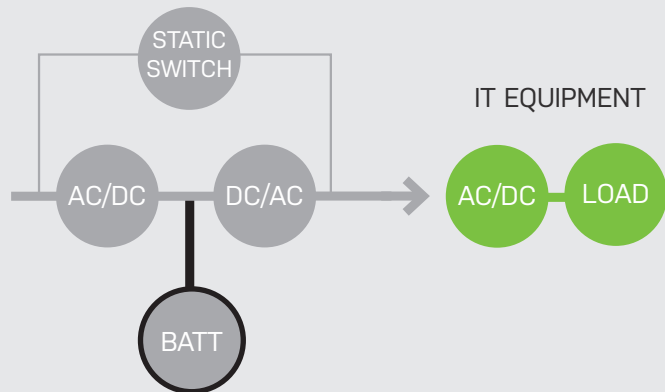 STATIC
SWITCH
IT EQUIPMENT
AC/DC
DC/AC
AC/DC
LOAD
BATT